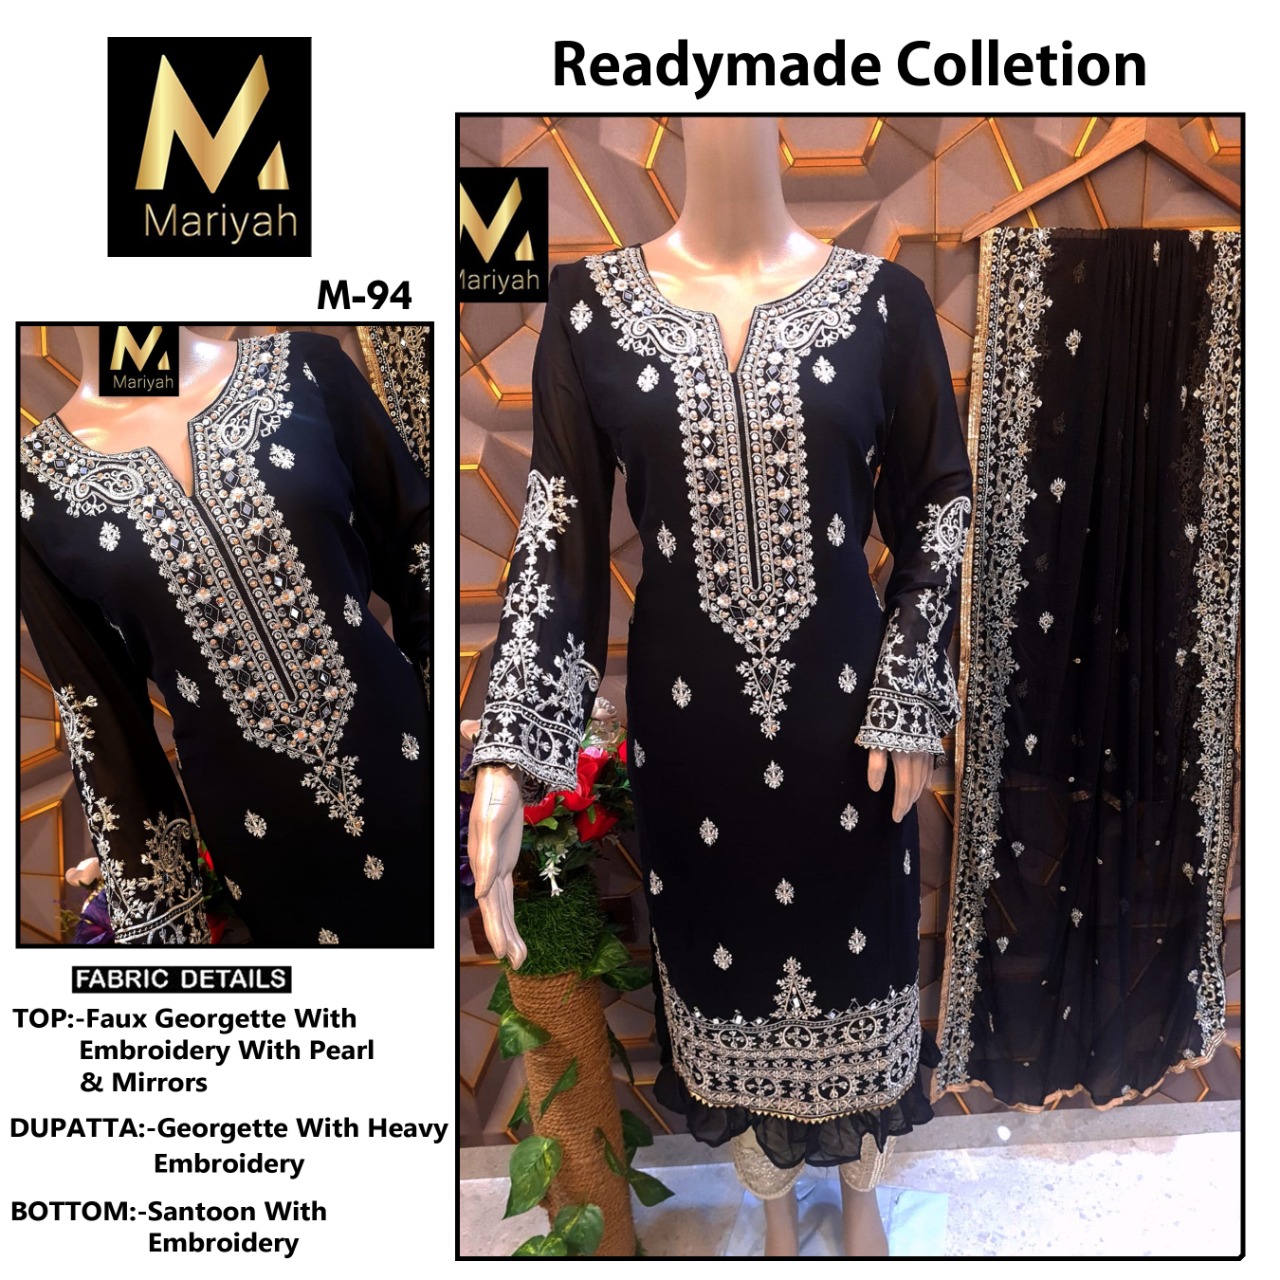 Readymade Colletion
M
Mariyah
M-94
M
Mariyah
M
Mariyah
FABRIC DETAILS
TOP:-Faux Georgette With
Embroidery With Pearl
& Mirrors
DUPATTA:-Georgette With Heavy
Embroidery
BOTTOM:-Santoon With
Embroidery